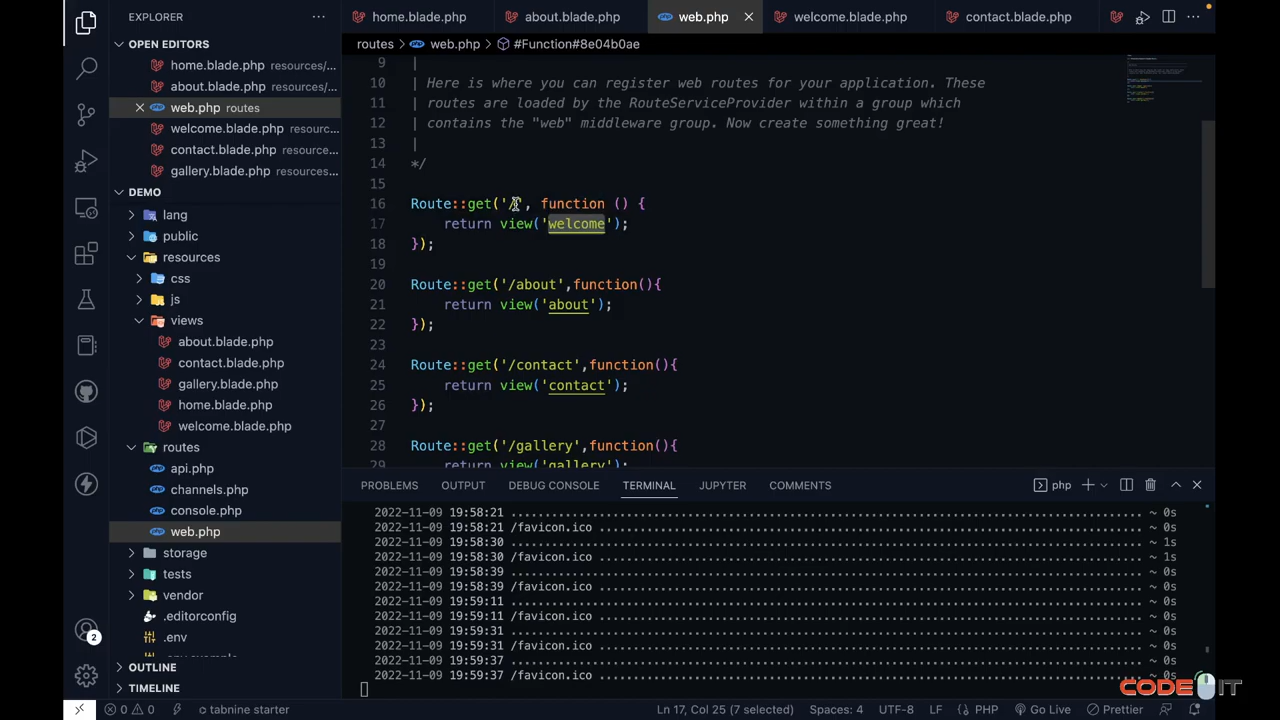 EXPLORER
home.blade.php
about.blade.php
web.php
welcome.blade.php
contact.blade.php
OPEN EDITORS
home.blade.php resources/...
about.blade.php resources/...
web.php routes
welcome.blade.php resourc...
contact.blade.php resource...
gallery.blade.php resources...
DEMO
lang
public
resources
css
js
views
about.blade.php
contact.blade.php
gallery.blade.php
home.blade.php
welcome.blade.php
routes
api.php
channels.php
console.php
web.php
storage
tests
vendor
.editorconfig
.env
OUTLINE
TIMELINE
2
routes > web.php > #Function#8e04b0ae
9 |
10 | Here is where you can register web routes for your application. These
11 | routes are loaded by the RouteServiceProvider within a group which
12 | contains the "web" middleware group. Now create something great!
13 |
14 */
15
16 Route::get('/', function () {
17 return view('welcome');
18 });
19
20 Route::get('/about',function(){
21 return view('about');
22 });
23
24 Route::get('/contact',function(){
25 return view('contact');
26 });
27
28 Route::get('/gallery',function(){
29 return view('gallery');
PROBLEMS OUTPUT DEBUG CONSOLE TERMINAL JUPYTER COMMENTS
php
2022-11-09 19:58:21 ~ 0s
2022-11-09 19:58:21 /favicon.ico ~ 0s
2022-11-09 19:58:30 ~ 1s
2022-11-09 19:58:30 /favicon.ico ~ 1s
2022-11-09 19:58:39 ~ 0s
2022-11-09 19:58:39 /favicon.ico ~ 0s
2022-11-09 19:59:11 ~ 0s
2022-11-09 19:59:11 /favicon.ico ~ 0s
2022-11-09 19:59:31 ~ 0s
2022-11-09 19:59:31 /favicon.ico ~ 0s
2022-11-09 19:59:37 ~ 0s
2022-11-09 19:59:37 /favicon.ico ~ 0s
CODE IT
0 0 tabnine starter Ln 17, Col 25 (7 selected) Spaces: 4 UTF-8 LF PHP Go Live Prettier